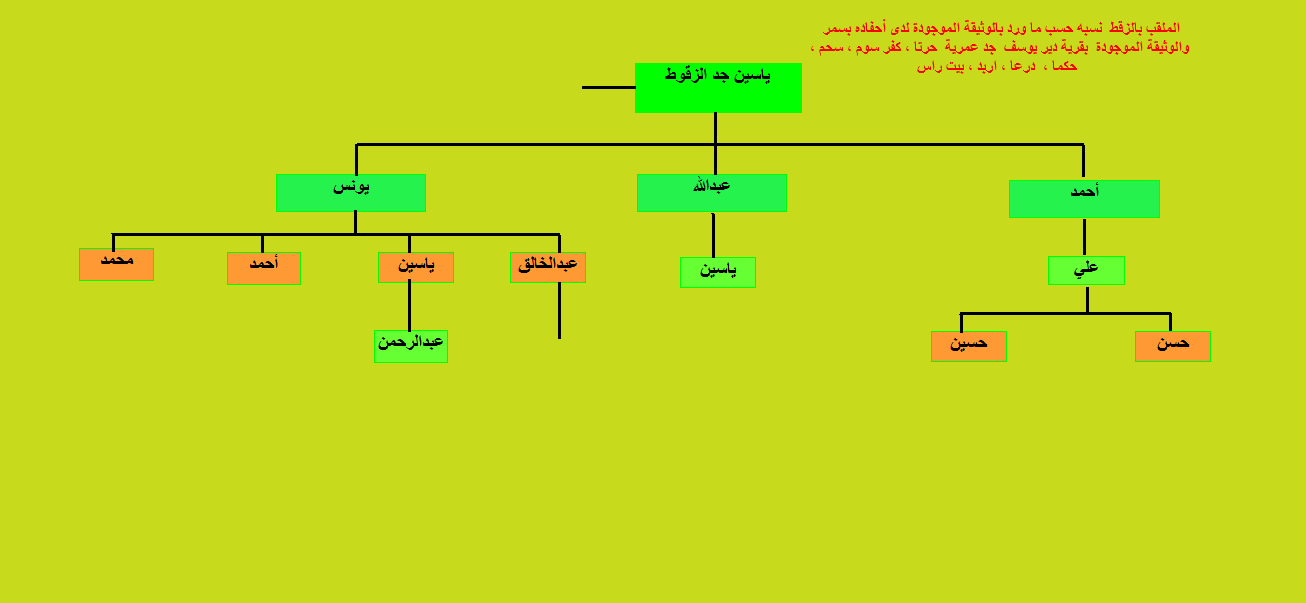 الملقب بالزقط نسبه حسب ما ورد بالوثيقة الموجودة لدى أحفاده بسمر
والوثيقة الموجودة بقرية دير يوسف جد عمرية حرتا ، كفر سوم ، سحم ،
حكما ، درعا ، اربد ، بيت راس
ياسين جد الزقوط
أحمد
عبدالله
يونس
علي
ياسين
عبدالخالق
ياسين
أحمد
محمد
حسن
حسين
عبدالرحمن